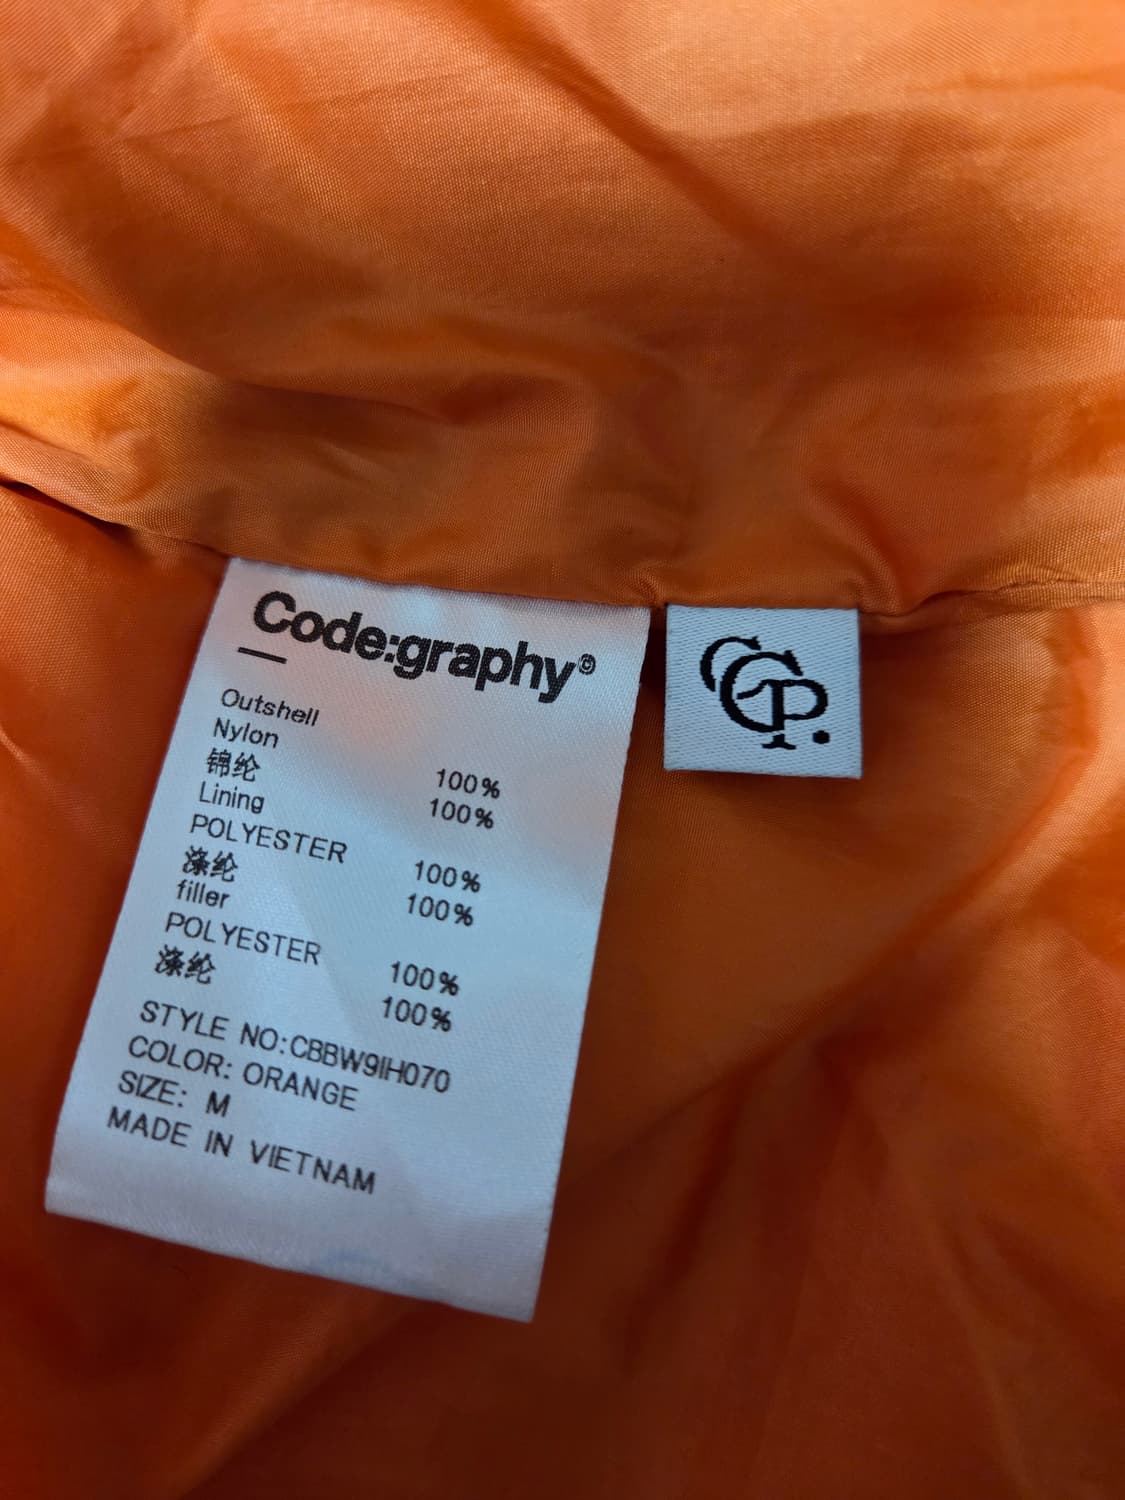 Code:graphy©
Outshell
Nylon 100%
锦纶 100%
Lining
POLYESTER 100%
涤纶 100%
filler
POLYESTER 100%
涤纶 100%
STYLE NO:CBBW9IH070
COLOR: ORANGE
SIZE: M
MADE IN VIETNAM
CGP.